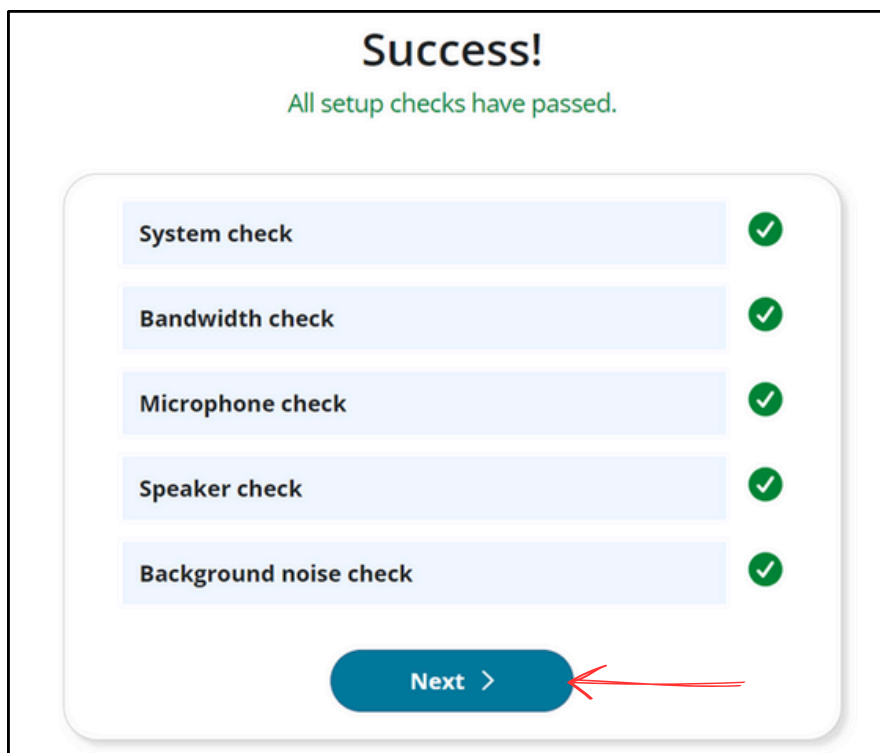 Success!
All setup checks have passed.
System check
Bandwidth check
Microphone check
Speaker check
Background noise check
Next